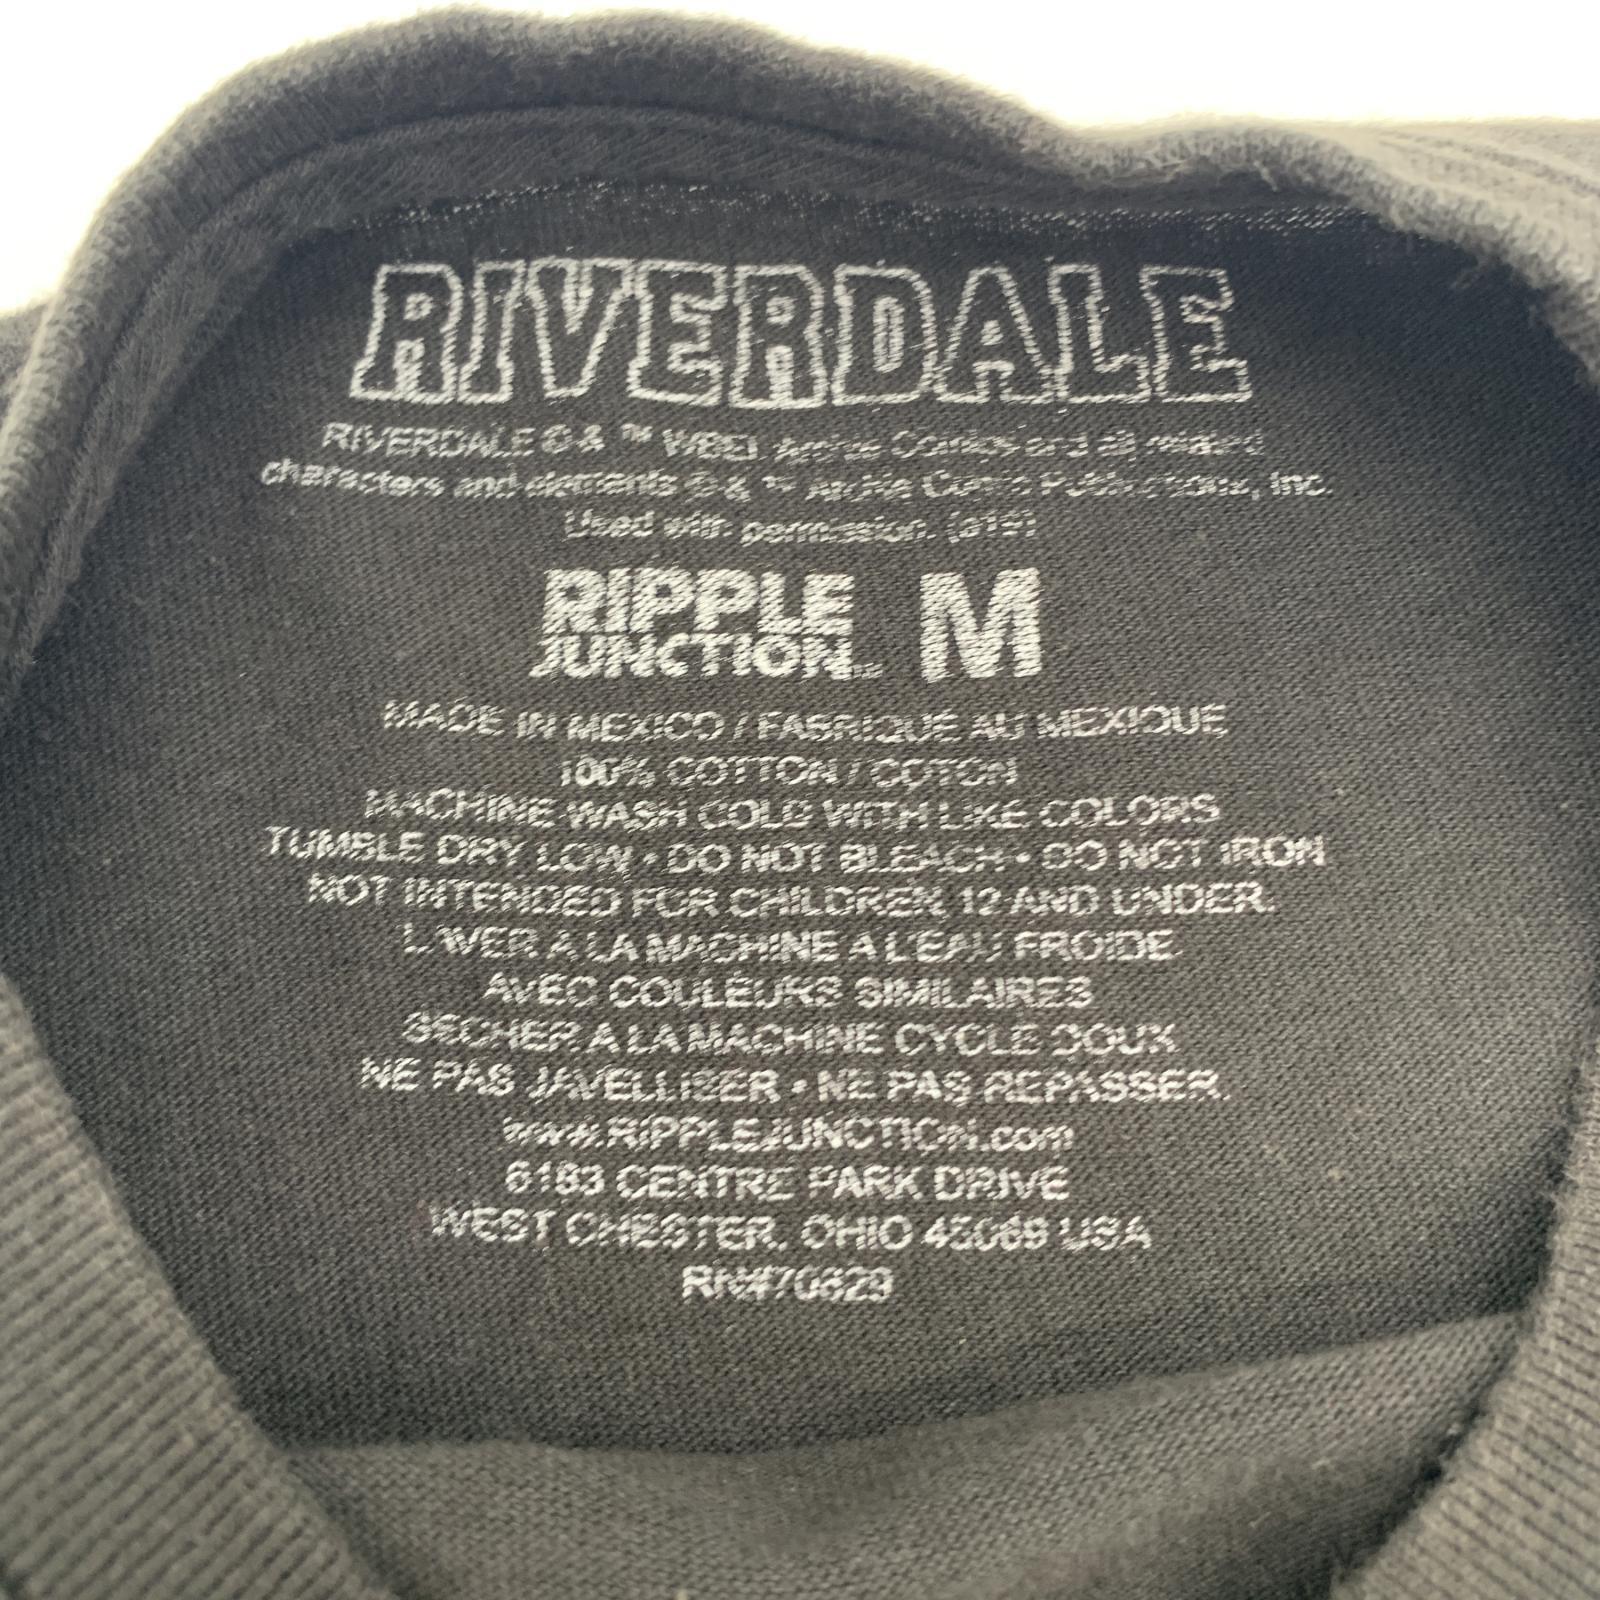 RIVERDALE
RIVERDALE © & ™ WBEI. Archie Comics and all related
characters and elements © & ™ Archie Comic Publications, Inc.
Used with permission. (s19)
RIPPLE
JUNCTION M
MADE IN MEXICO / FABRIQUE AU MEXIQUE
100% COTTON / COTON
MACHINE WASH COLD WITH LIKE COLORS
TUMBLE DRY LOW • DO NOT BLEACH • DO NOT IRON
NOT INTENDED FOR CHILDREN 12 AND UNDER.
LAVER A LA MACHINE A L'EAU FROIDE
AVEC COULEURS SIMILAIRES
SECHER A LA MACHINE CYCLE DOUX
NE PAS JAVELLISER • NE PAS REPASSER.
www.RIPPLEJUNCTION.com
6183 CENTRE PARK DRIVE
WEST CHESTER, OHIO 45069 USA
RN#70629